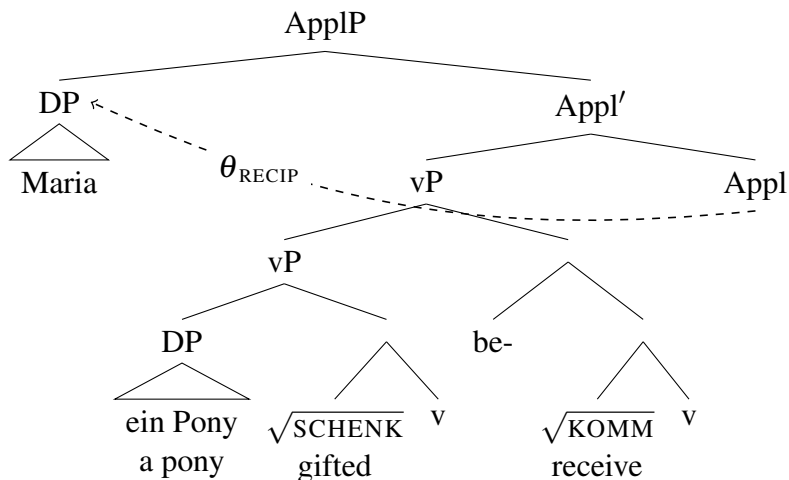 ApplP
DP Appl′
Maria θRECIP vP Appl
vP
DP be-
ein Pony √SCHENK v √KOMM v
a pony gifted receive